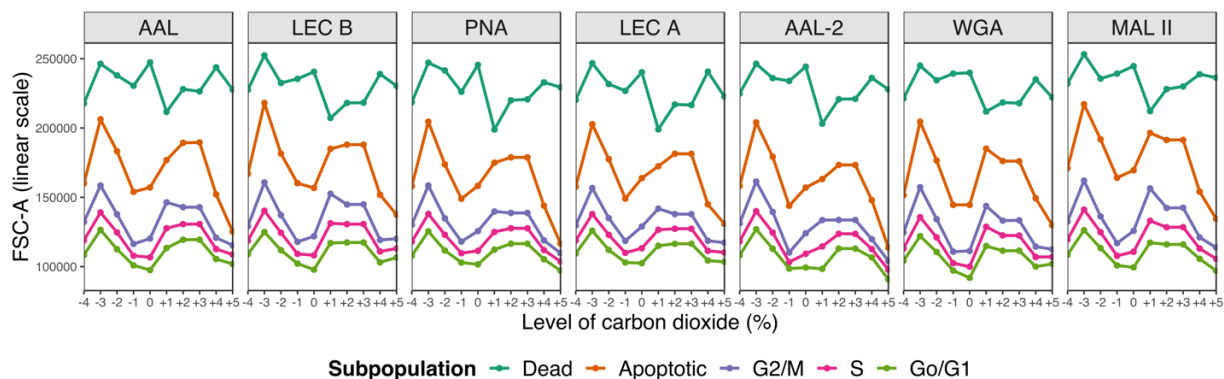 AAL LEC B PNA LEC A AAL-2 WGA MAL II
FSC-A (linear scale)
250000
200000
150000
100000
-4 -3 -2 -1 0 +1 +2 +3 +4 +5 -4 -3 -2 -1 0 +1 +2 +3 +4 +5 -4 -3 -2 -1 0 +1 +2 +3 +4 +5 -4 -3 -2 -1 0 +1 +2 +3 +4 +5 -4 -3 -2 -1 0 +1 +2 +3 +4 +5 -4 -3 -2 -1 0 +1 +2 +3 +4 +5 -4 -3 -2 -1 0 +1 +2 +3 +4 +5
Level of carbon dioxide (%)
Subpopulation Dead Apoptotic G2/M S Go/G1